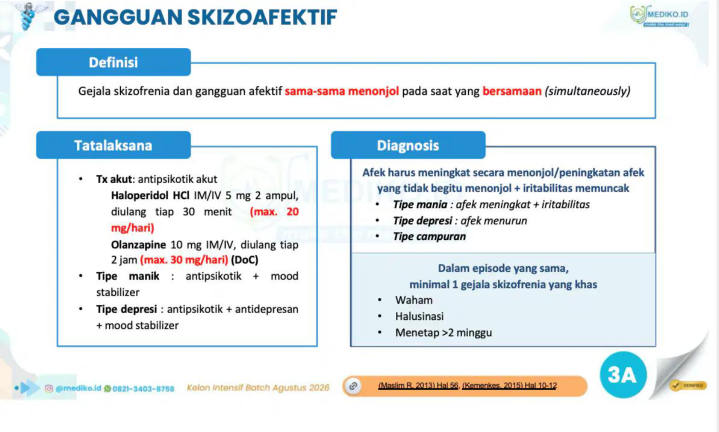 GANGGUAN SKIZOAFEKTIF
MEDIKO.ID
Definisi
Gejala skizofrenia dan gangguan afektif sama-sama menonjol pada saat yang bersamaan (simultaneously)
Tatalaksana
• Tx akut: antipsikotik akut
Haloperidol HCl IM/IV 5 mg 2 ampul,
diulang tiap 30 menit (max. 20
mg/hari)
Olanzapine 10 mg IM/IV, diulang tiap
2 jam (max. 30 mg/hari) (DoC)
• Tipe manik : antipsikotik + mood
stabilizer
• Tipe depresi : antipsikotik + antidepresan
+ mood stabilizer
Diagnosis
Afek harus meningkat secara menonjol/peningkatan afek
yang tidak begitu menonjol + iritabilitas memuncak
• Tipe mania : afek meningkat + iritabilitas
• Tipe depresi : afek menurun
• Tipe campuran
Dalam episode yang sama,
minimal 1 gejala skizofrenia yang khas
• Waham
• Halusinasi
• Menetap >2 minggu
3A
@mediko.id 0821-3403-8758 Kelan Intensif Batch Agustus 2026
(Maslim R, 2013) Hal 56, (Kemenkes, 2015) Hal 10-12